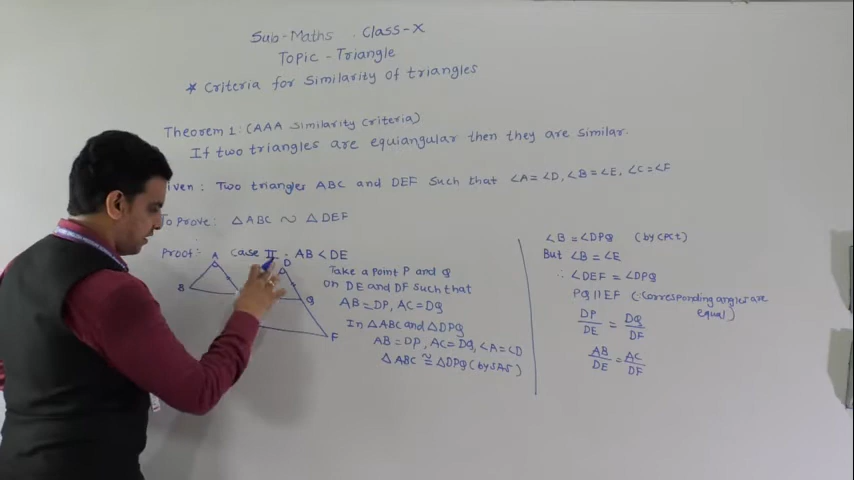 Sub-Maths . Class-X
Topic - Triangle
* Criteria for Similarity of triangles
Theorem 1: (AAA Similarity Criteria)
If two triangles are equiangular then they are similar.
iven : Two triangles ABC and DEF Such that ∠A = ∠D, ∠B = ∠E, ∠C = ∠F
To Prove: △ABC ~ △DEF
Proof: Case II - AB < DE
A
B
D
Q
F
Take a point P and Q
on DE and DF such that
AB = DP, AC = DQ
In △ABC and △DPQ
AB = DP, AC = DQ, ∠A = ∠D
△ABC ≅ △DPQ (by SAS)
∠B = ∠DPQ (by CPCT)
But ∠B = ∠E
∴ ∠DEF = ∠DPQ
PQ || EF (∵ Corresponding angles are
equal)
DP/DE = DQ/DF
AB/DE = AC/DF